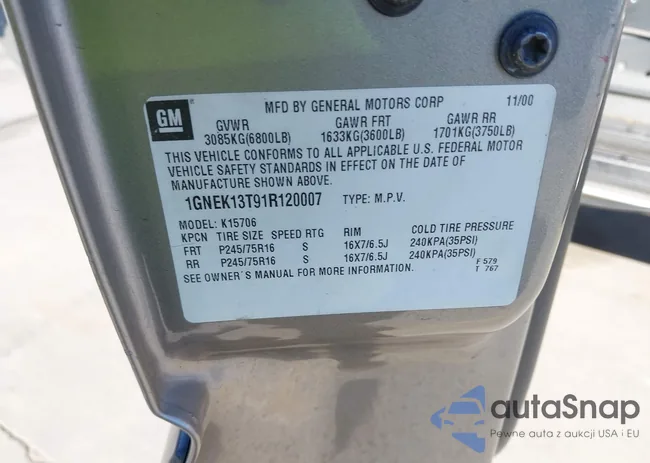 GM
MFD BY GENERAL MOTORS CORP 11/00
GVWR GAWR FRT GAWR RR
3085KG(6800LB) 1633KG(3600LB) 1701KG(3750LB)
THIS VEHICLE CONFORMS TO ALL APPLICABLE U.S. FEDERAL MOTOR
VEHICLE SAFETY STANDARDS IN EFFECT ON THE DATE OF
MANUFACTURE SHOWN ABOVE.
1GNEK13T91R120007 TYPE: M.P.V.
MODEL: K15706
KPCN TIRE SIZE SPEED RTG RIM COLD TIRE PRESSURE
FRT P245/75R16 S 16X7/6.5J 240KPA(35PSI)
RR P245/75R16 S 16X7/6.5J 240KPA(35PSI)
SEE OWNER'S MANUAL FOR MORE INFORMATION.
F 579
T 767
autaSnap
Pewne auta z aukcji USA i EU